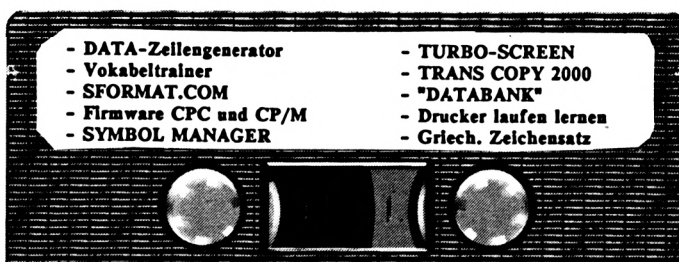 - DATA-Zeilengenerator
- Vokabeltrainer
- SFORMAT.COM
- Firmware CPC und CP/M
- SYMBOL MANAGER
- TURBO-SCREEN
- TRANS COPY 2000
- "DATABANK"
- Drucker laufen lernen
- Griech. Zeichensatz